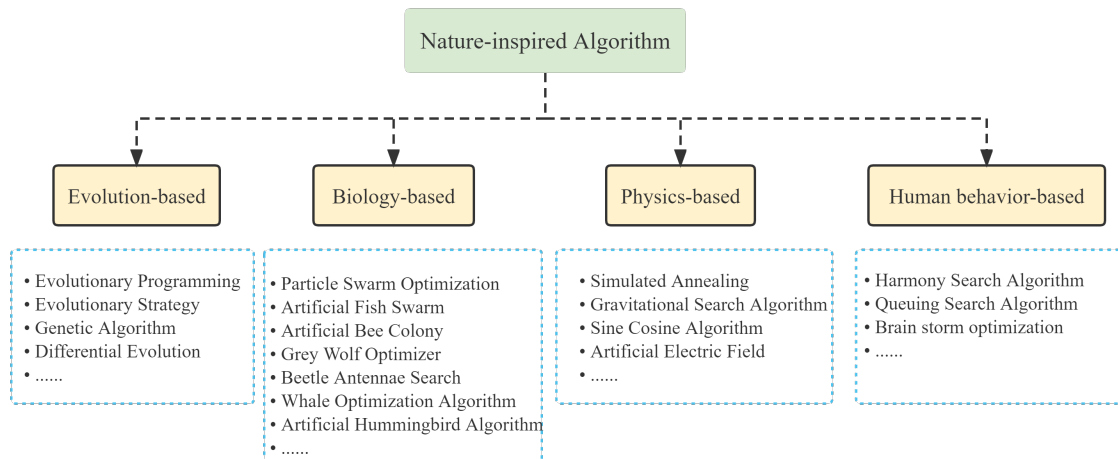 Nature-inspired Algorithm
Evolution-based
Biology-based
Physics-based
Human behavior-based
• Evolutionary Programming
• Evolutionary Strategy
• Genetic Algorithm
• Differential Evolution
• ......
• Particle Swarm Optimization
• Artificial Fish Swarm
• Artificial Bee Colony
• Grey Wolf Optimizer
• Beetle Antennae Search
• Whale Optimization Algorithm
• Artificial Hummingbird Algorithm
• ......
• Simulated Annealing
• Gravitational Search Algorithm
• Sine Cosine Algorithm
• Artificial Electric Field
• ......
• Harmony Search Algorithm
• Queuing Search Algorithm
• Brain storm optimization
• ......